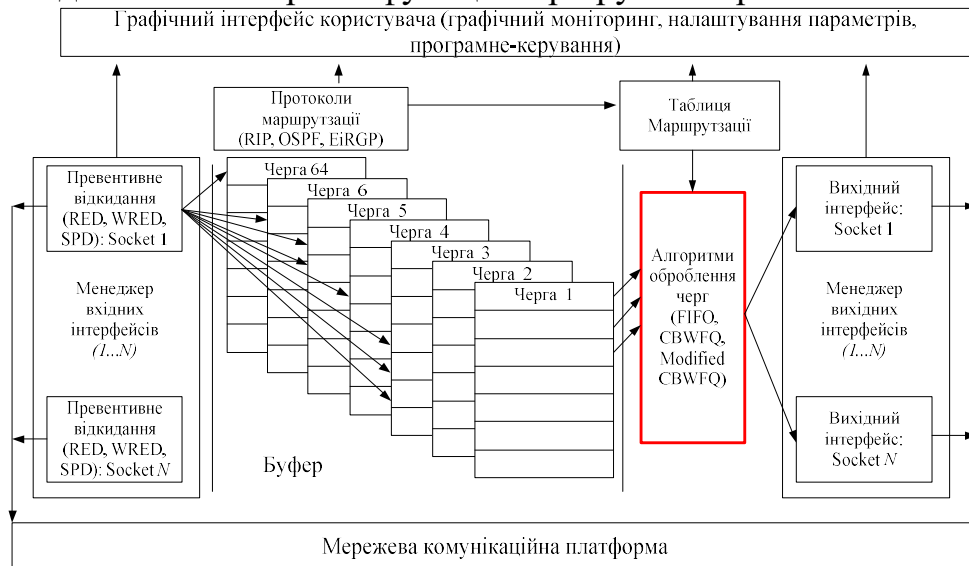 Графічний інтерфейс користувача (графічний моніторинг, налаштування параметрів,
програмне-керування)
Протоколи
маршрутзації
(RIP, OSPF, EiRGP)
Таблиця
Маршрутзації
Превентивне
відкидання
(RED, WRED,
SPD): Socket 1
Менеджер
вхідних
інтерфейсів
(1...N)
Превентивне
відкидання
(RED, WRED,
SPD): Socket N
Черга 64
Черга 6
Черга 5
Черга 4
Черга 3
Черга 2
Черга 1
Буфер
Алгоритми
оброблення
черг
(FIFO,
CBWFQ,
Modified
CBWFQ)
Вихідний
інтерфейс:
Socket 1
Менеджер
вихідних
інтерфейсів
(1...N)
Вихідний
інтерфейс:
Socket N
Мережева комунікаційна платформа